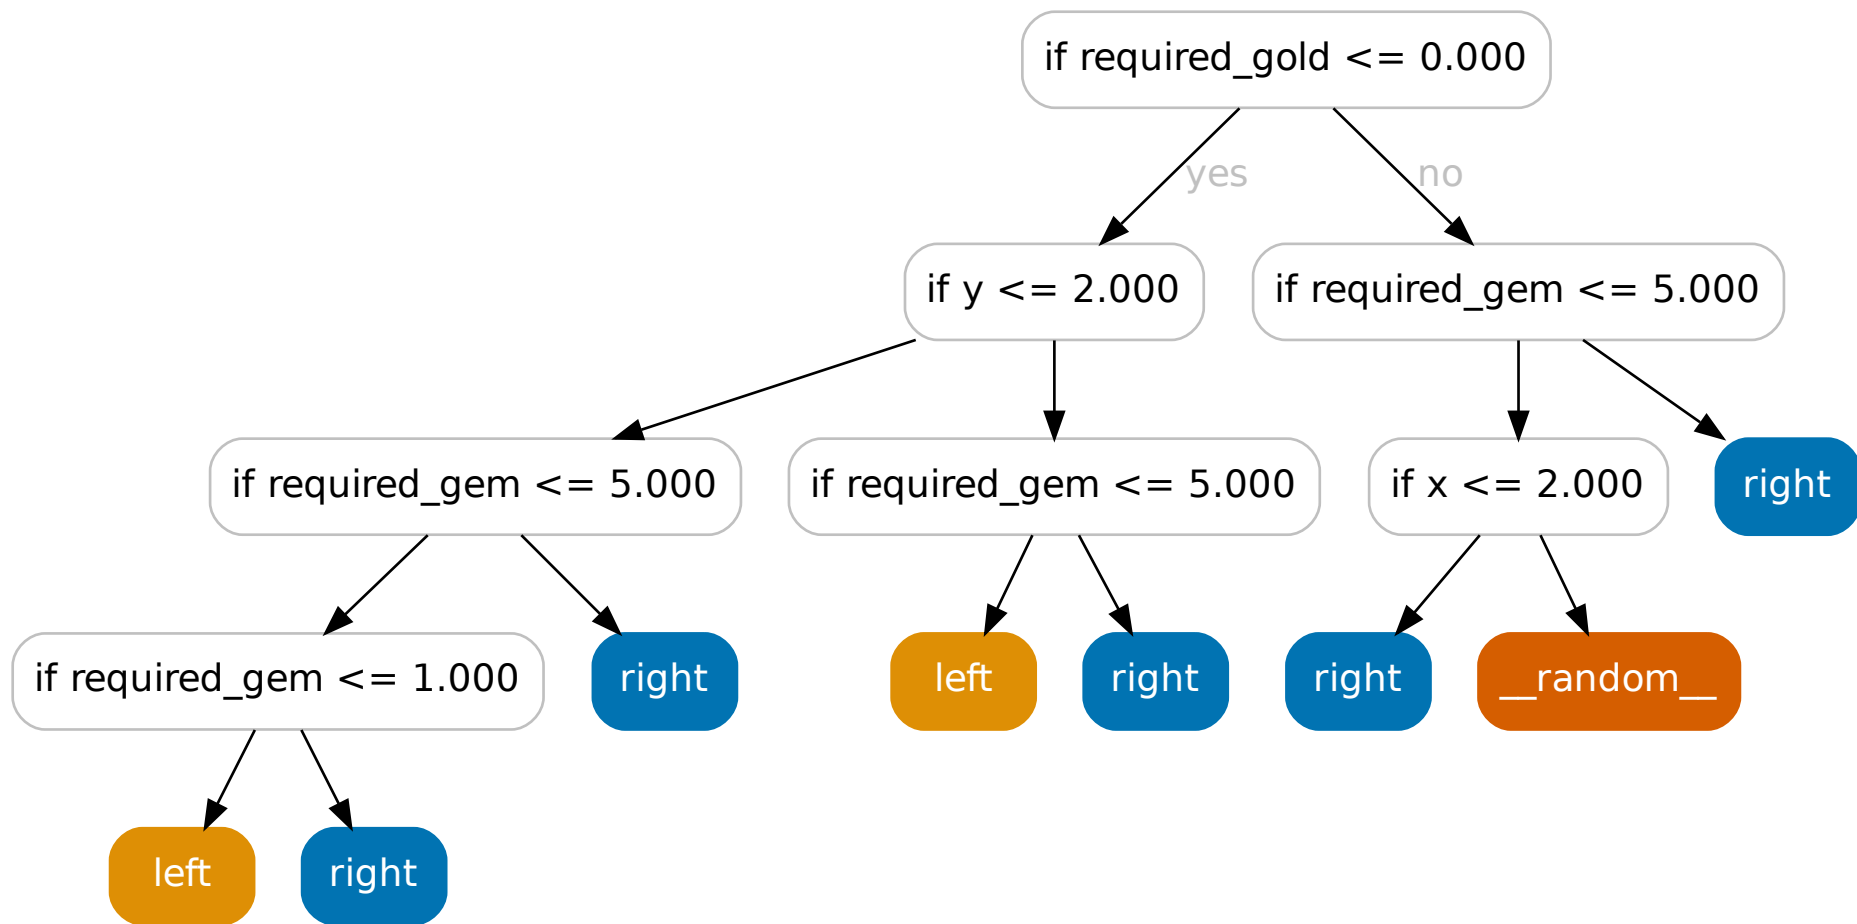 if required_gold <= 0.000
yes
no
if y <= 2.000
if required_gem <= 5.000
if required_gem <= 5.000
if required_gem <= 5.000
if x <= 2.000
right
if required_gem <= 1.000
right
left
right
right
__random__
left
right